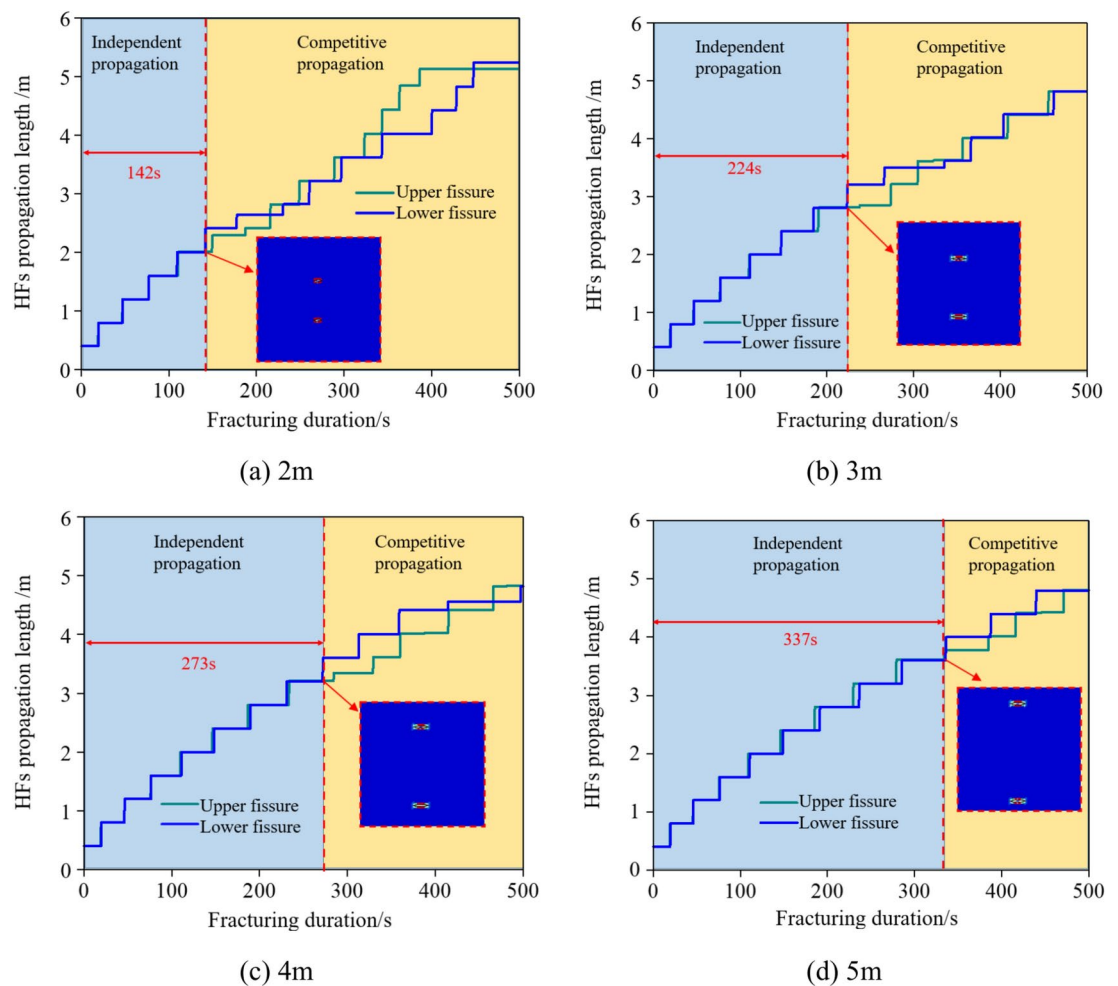 6
5
4
3
2
1
0
HFs propagation length /m
Independent
propagation
Competitive
propagation
142s
Upper fissure
Lower fissure
0
100
200
300
400
500
Fracturing duration/s
(a) 2m
6
5
4
3
2
1
0
HFs propagation length /m
Independent
propagation
Competitive
propagation
224s
Upper fissure
Lower fissure
0
100
200
300
400
500
Fracturing duration/s
(b) 3m
6
5
4
3
2
1
0
HFs propagation length /m
Independent
propagation
Competitive
propagation
273s
Upper fissure
Lower fissure
0
100
200
300
400
500
Fracturing duration/s
(c) 4m
6
5
4
3
2
1
0
HFs propagation length /m
Independent
propagation
Competitive
propagation
337s
Upper fissure
Lower fissure
0
100
200
300
400
500
Fracturing duration/s
(d) 5m